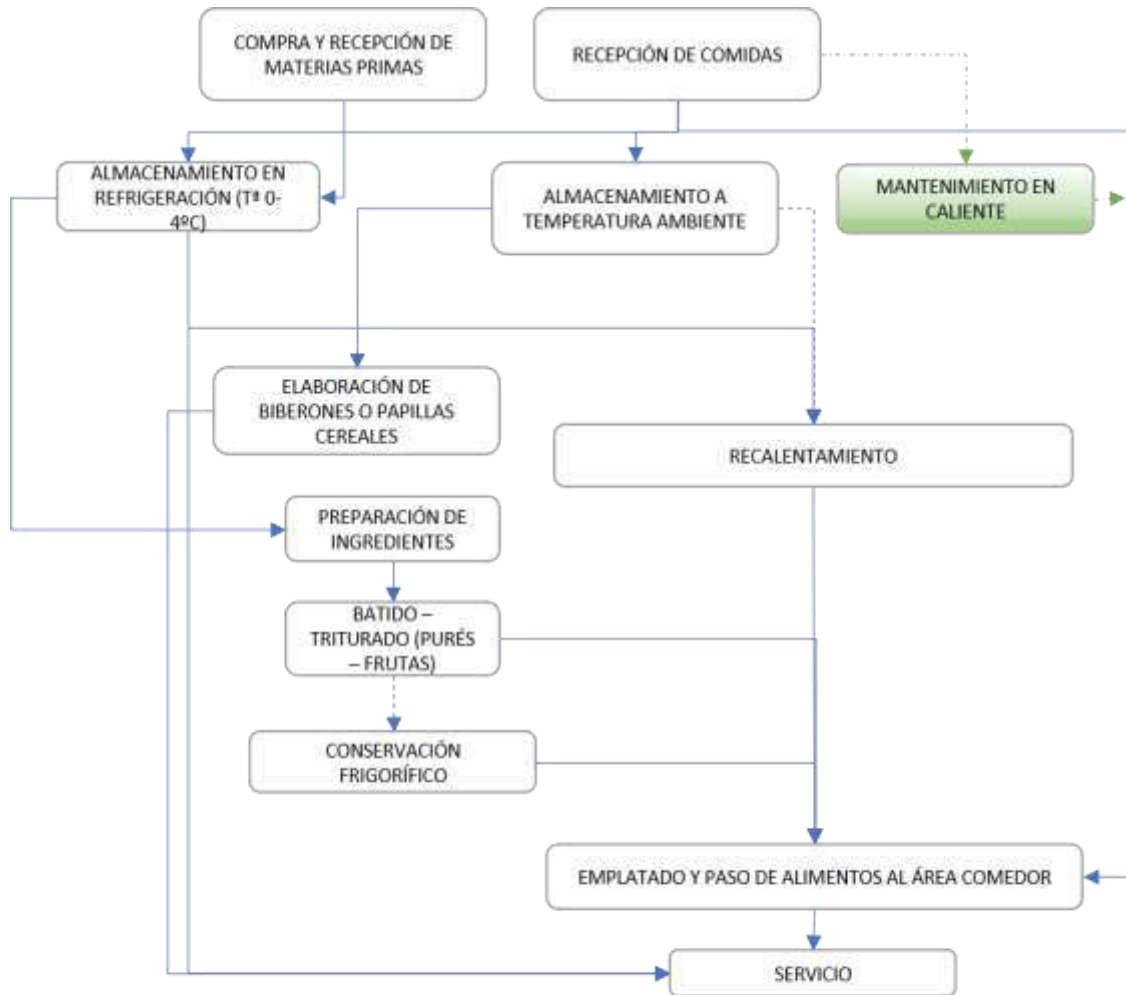 COMPRA Y RECEPCIÓN DE
MATERIAS PRIMAS
RECEPCIÓN DE COMIDAS
ALMACENAMIENTO EN
REFRIGERACIÓN (Tª 0-
4ºC)
ALMACENAMIENTO A
TEMPERATURA AMBIENTE
MANTENIMIENTO EN
CALIENTE
ELABORACIÓN DE
BIBERONES O PAPILLAS
CEREALES
RECALENTAMIENTO
PREPARACIÓN DE
INGREDIENTES
BATIDO –
TRITURADO (PURÉS
– FRUTAS)
CONSERVACIÓN
FRIGORÍFICO
EMPLATADO Y PASO DE ALIMENTOS AL ÁREA COMEDOR
SERVICIO